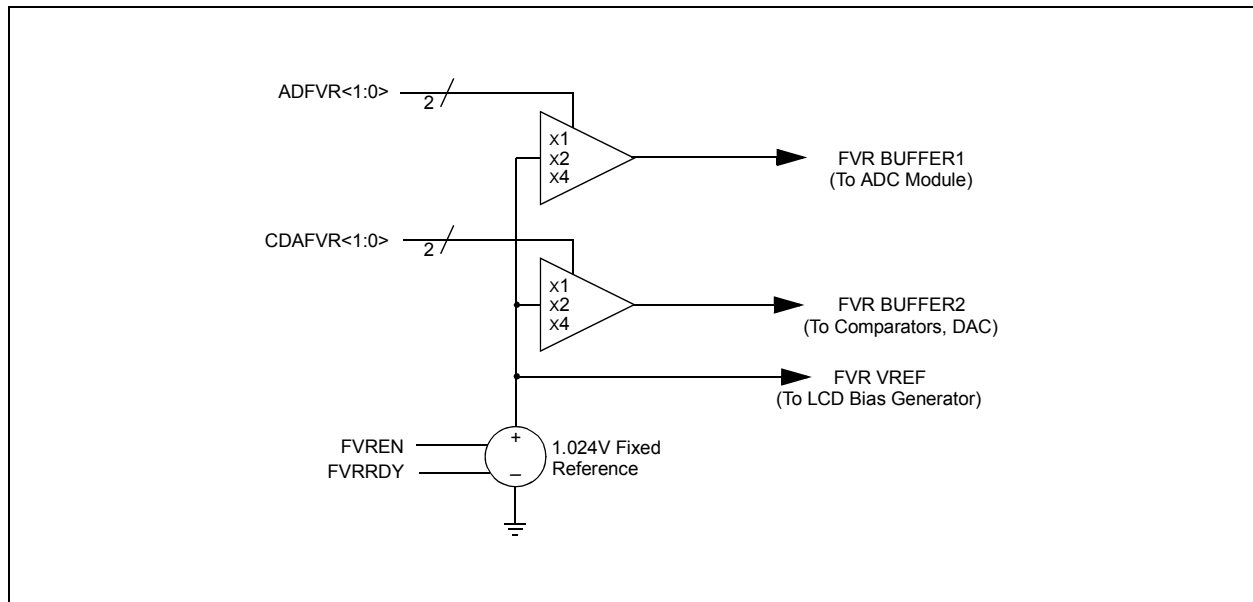 ADFVR<1:0>
2
X1
X2
X4
FVR BUFFER1
(To ADC Module)
CDAFVR<1:0>
2
X1
X2
X4
FVR BUFFER2
(To Comparators, DAC)
FVR VREF
(To LCD Bias Generator)
FVREN
FVRRDY
+
_
1.024V Fixed
Reference